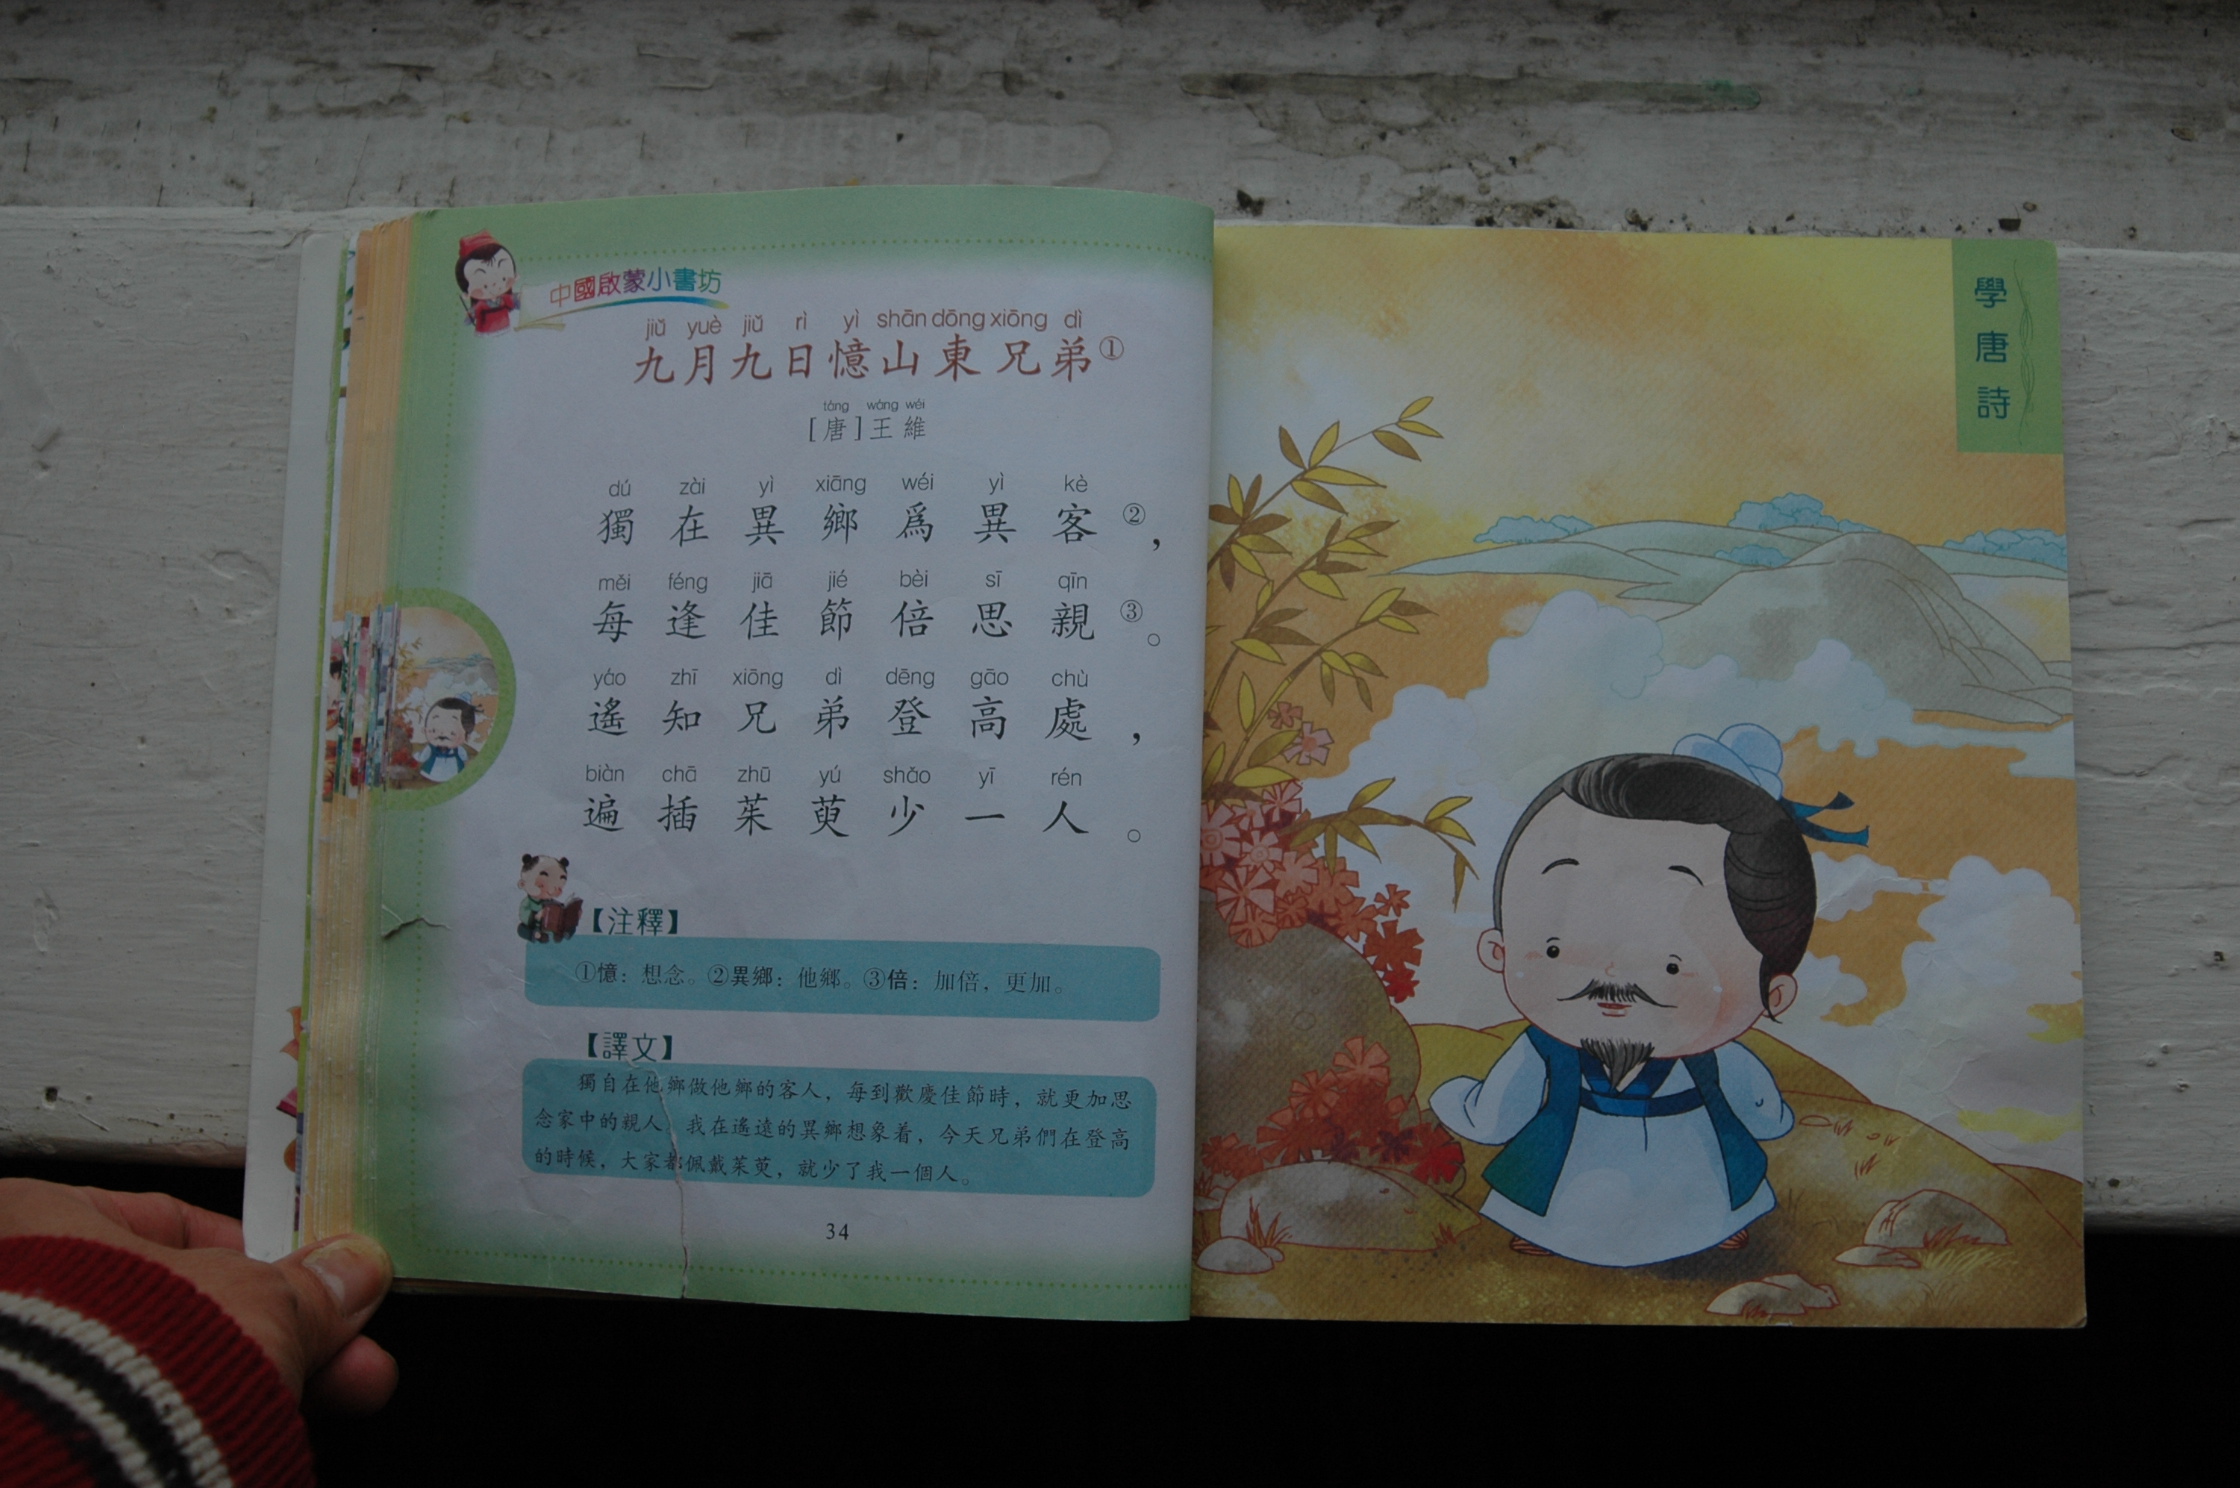 中國啟蒙小書坊
jiǔ yuè jiǔ rì yì shān dōng xiōng dì
九月九日憶山東兄弟①
táng wáng wéi
[唐]王維
dú zài yì xiāng wéi yì kè
獨在異鄉爲異客②，
měi féng jiā jié bèi sī qīn
每逢佳節倍思親③。
yáo zhī xiōng dì dēng gāo chù
遙知兄弟登高處，
biàn chā zhū yú shǎo yī rén
遍插茱萸少一人。
【注釋】
①憶：想念。②異鄉：他鄉。③倍：加倍，更加。
【譯文】
獨自在他鄉做他鄉的客人，每到歡慶佳節時，就更加思
念家中的親人。我在遙遠的異鄉想象着，今天兄弟們在登高
的時候，大家都佩戴茱萸，就少了我一個人。
34
學唐詩